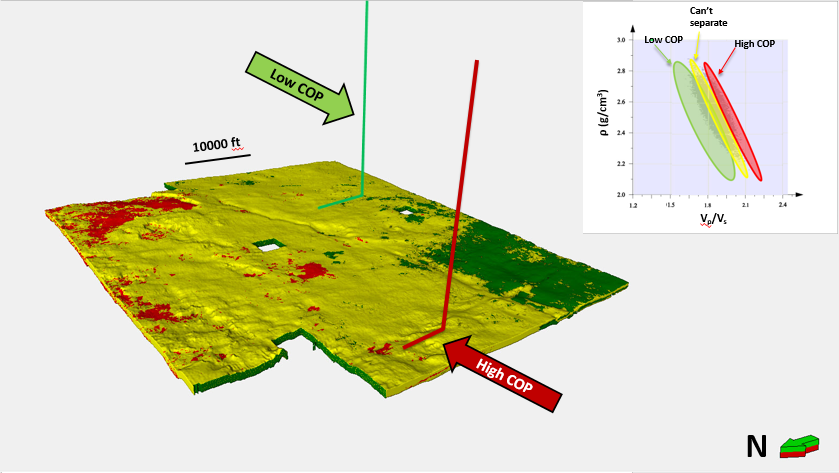 Can't
separate
Low COP
High COP
3.0
2.8
2.6
2.4
2.2
2.0
ρ (g/cm³)
1.2
1.5
1.8
2.1
2.4
Vp/Vs
Low COP
10000 ft
High COP
N